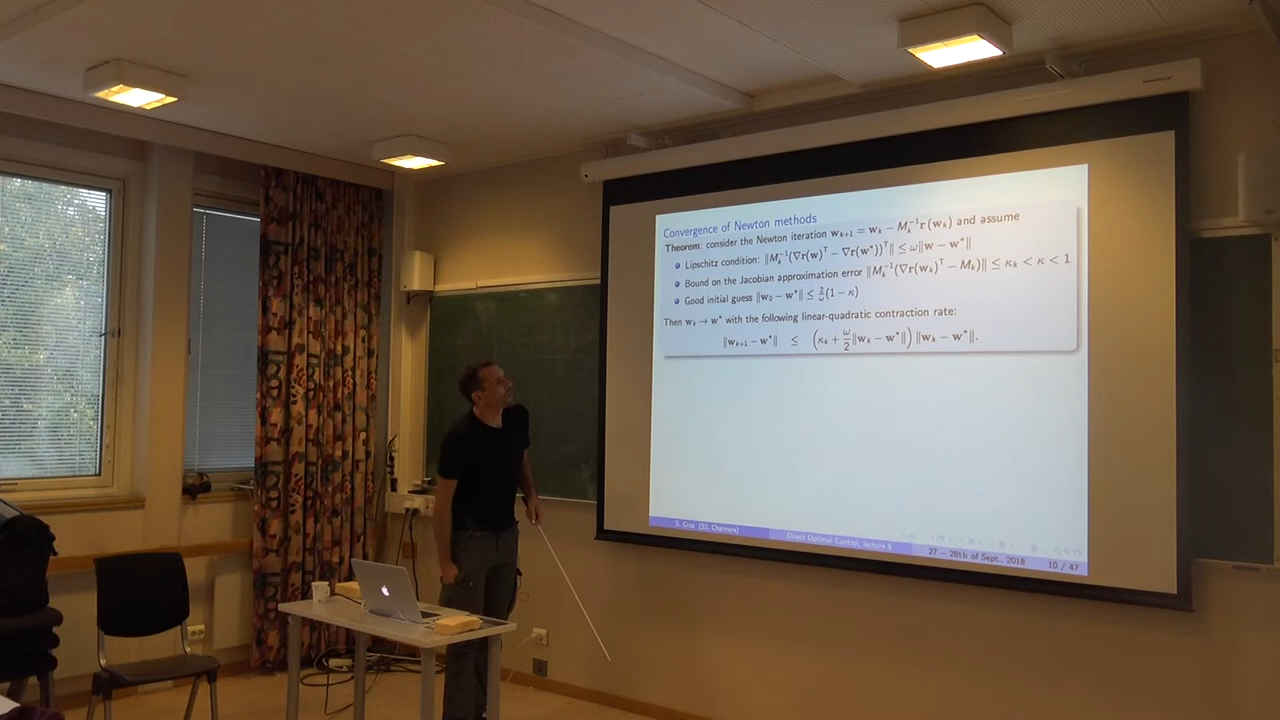 Convergence of Newton methods
Theorem: consider the Newton iteration w_{k+1} = w_k − M_k^{-1} r(w_k) and assume
Lipschitz condition: ‖M_k^{-1}(∇r(w)^⊤ − ∇r(w*))^⊤‖ ≤ ω‖w − w*‖
Bound on the Jacobian approximation error ‖M_k^{-1}(∇r(w_k)^⊤ − M_k)‖ ≤ κ_k < κ < 1
Good initial guess ‖w_0 − w*‖ ≤ \frac{2}{ω}(1 − κ)
Then w_k → w* with the following linear-quadratic contraction rate:
‖w_{k+1} − w*‖ ≤ (κ_k + \frac{ω}{2}‖w_k − w*‖) ‖w_k − w*‖.
S. Gros (S2, Chalmers)
Direct Optimal Control, lecture 5
27 − 28th of Sept., 2018
10 / 47